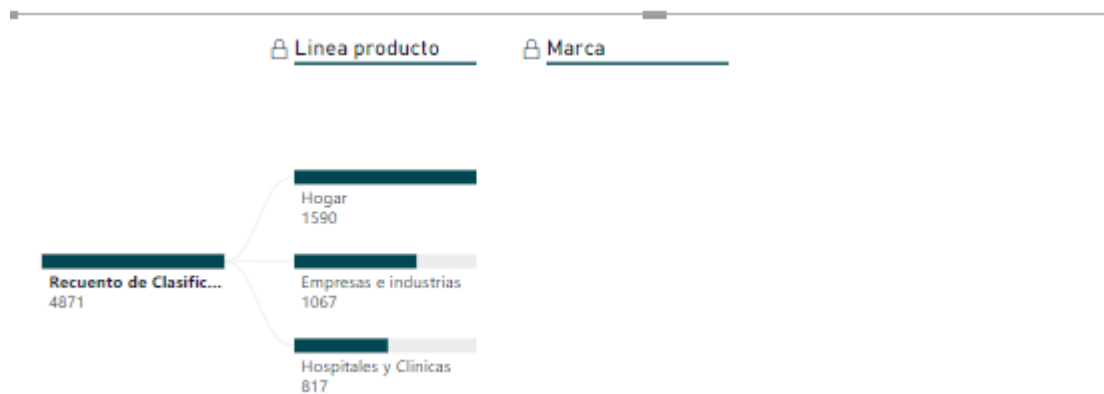 Linea producto
Marca
Hogar
1590
Recuento de Clasific...
4871
Empresas e industrias
1067
Hospitales y Clinicas
817